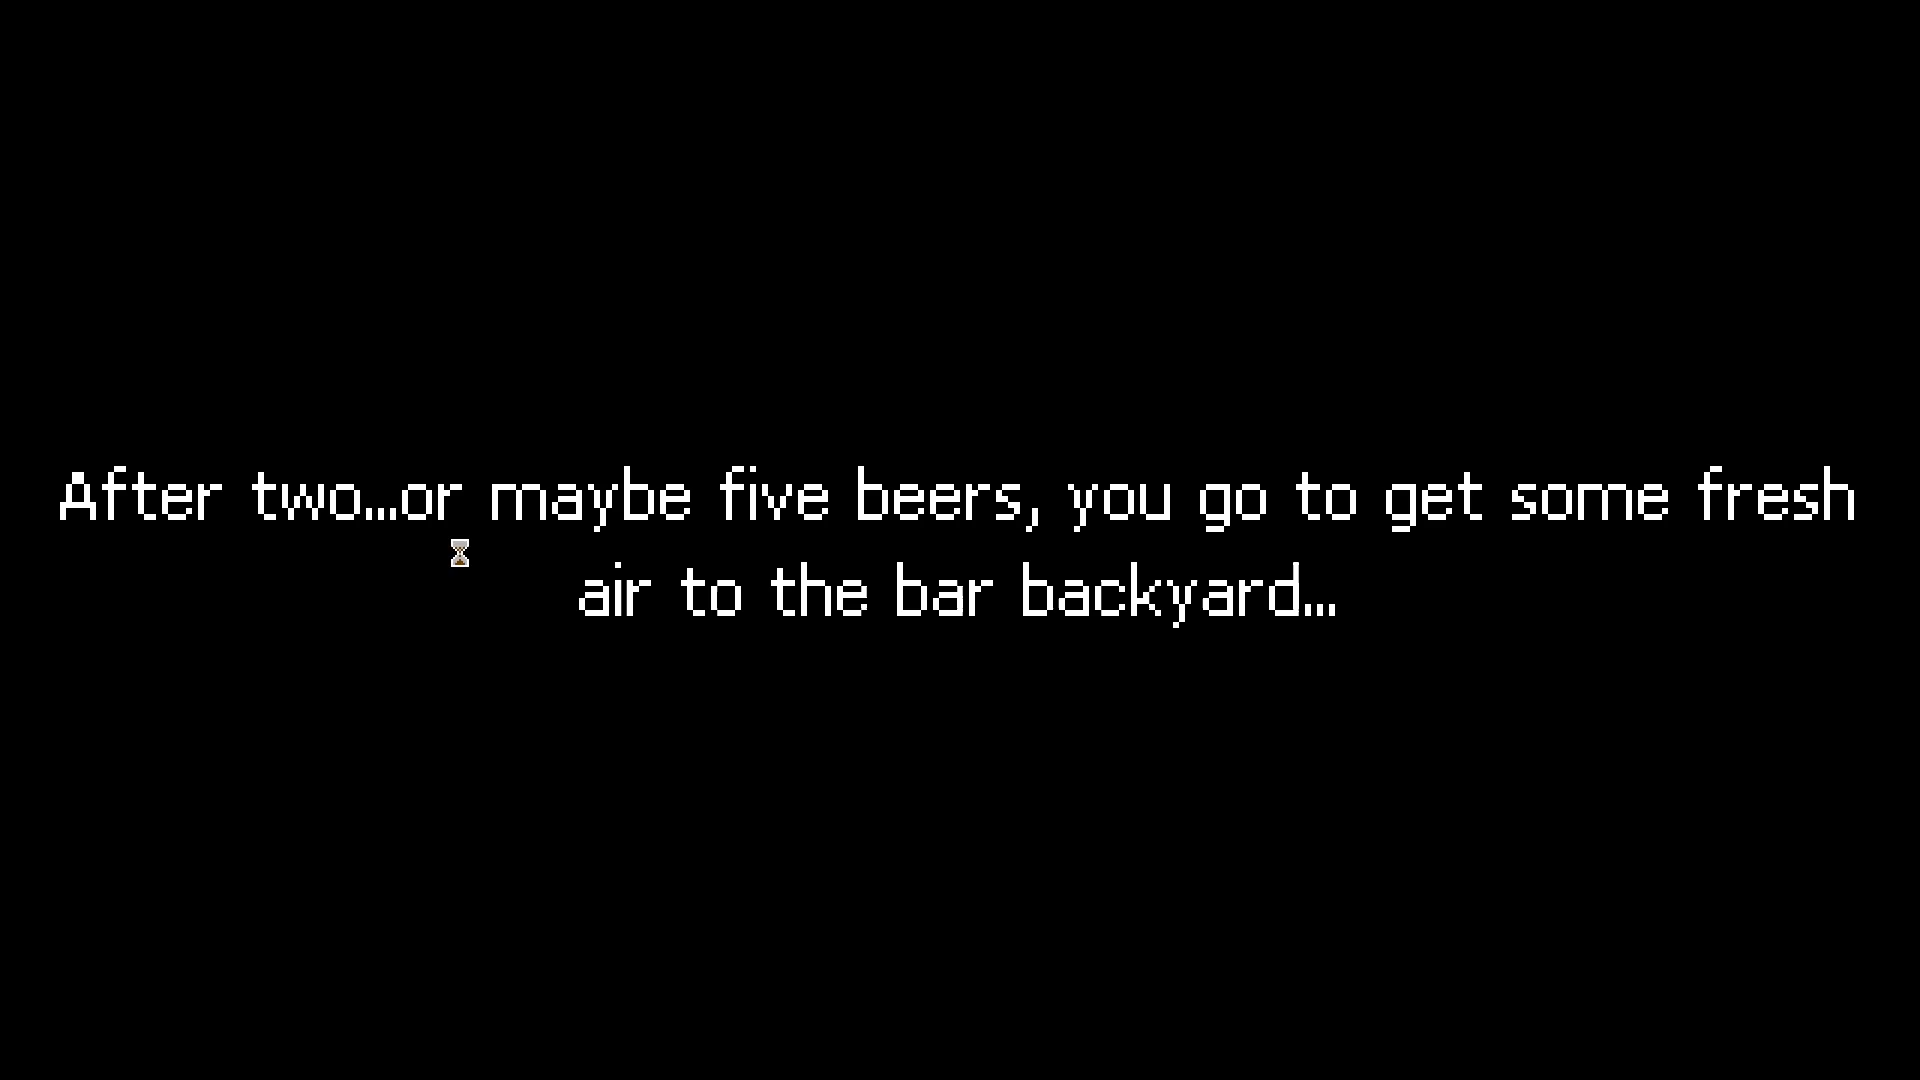 After two...or maybe five beers, you go to get some fresh
air to the bar backyard...